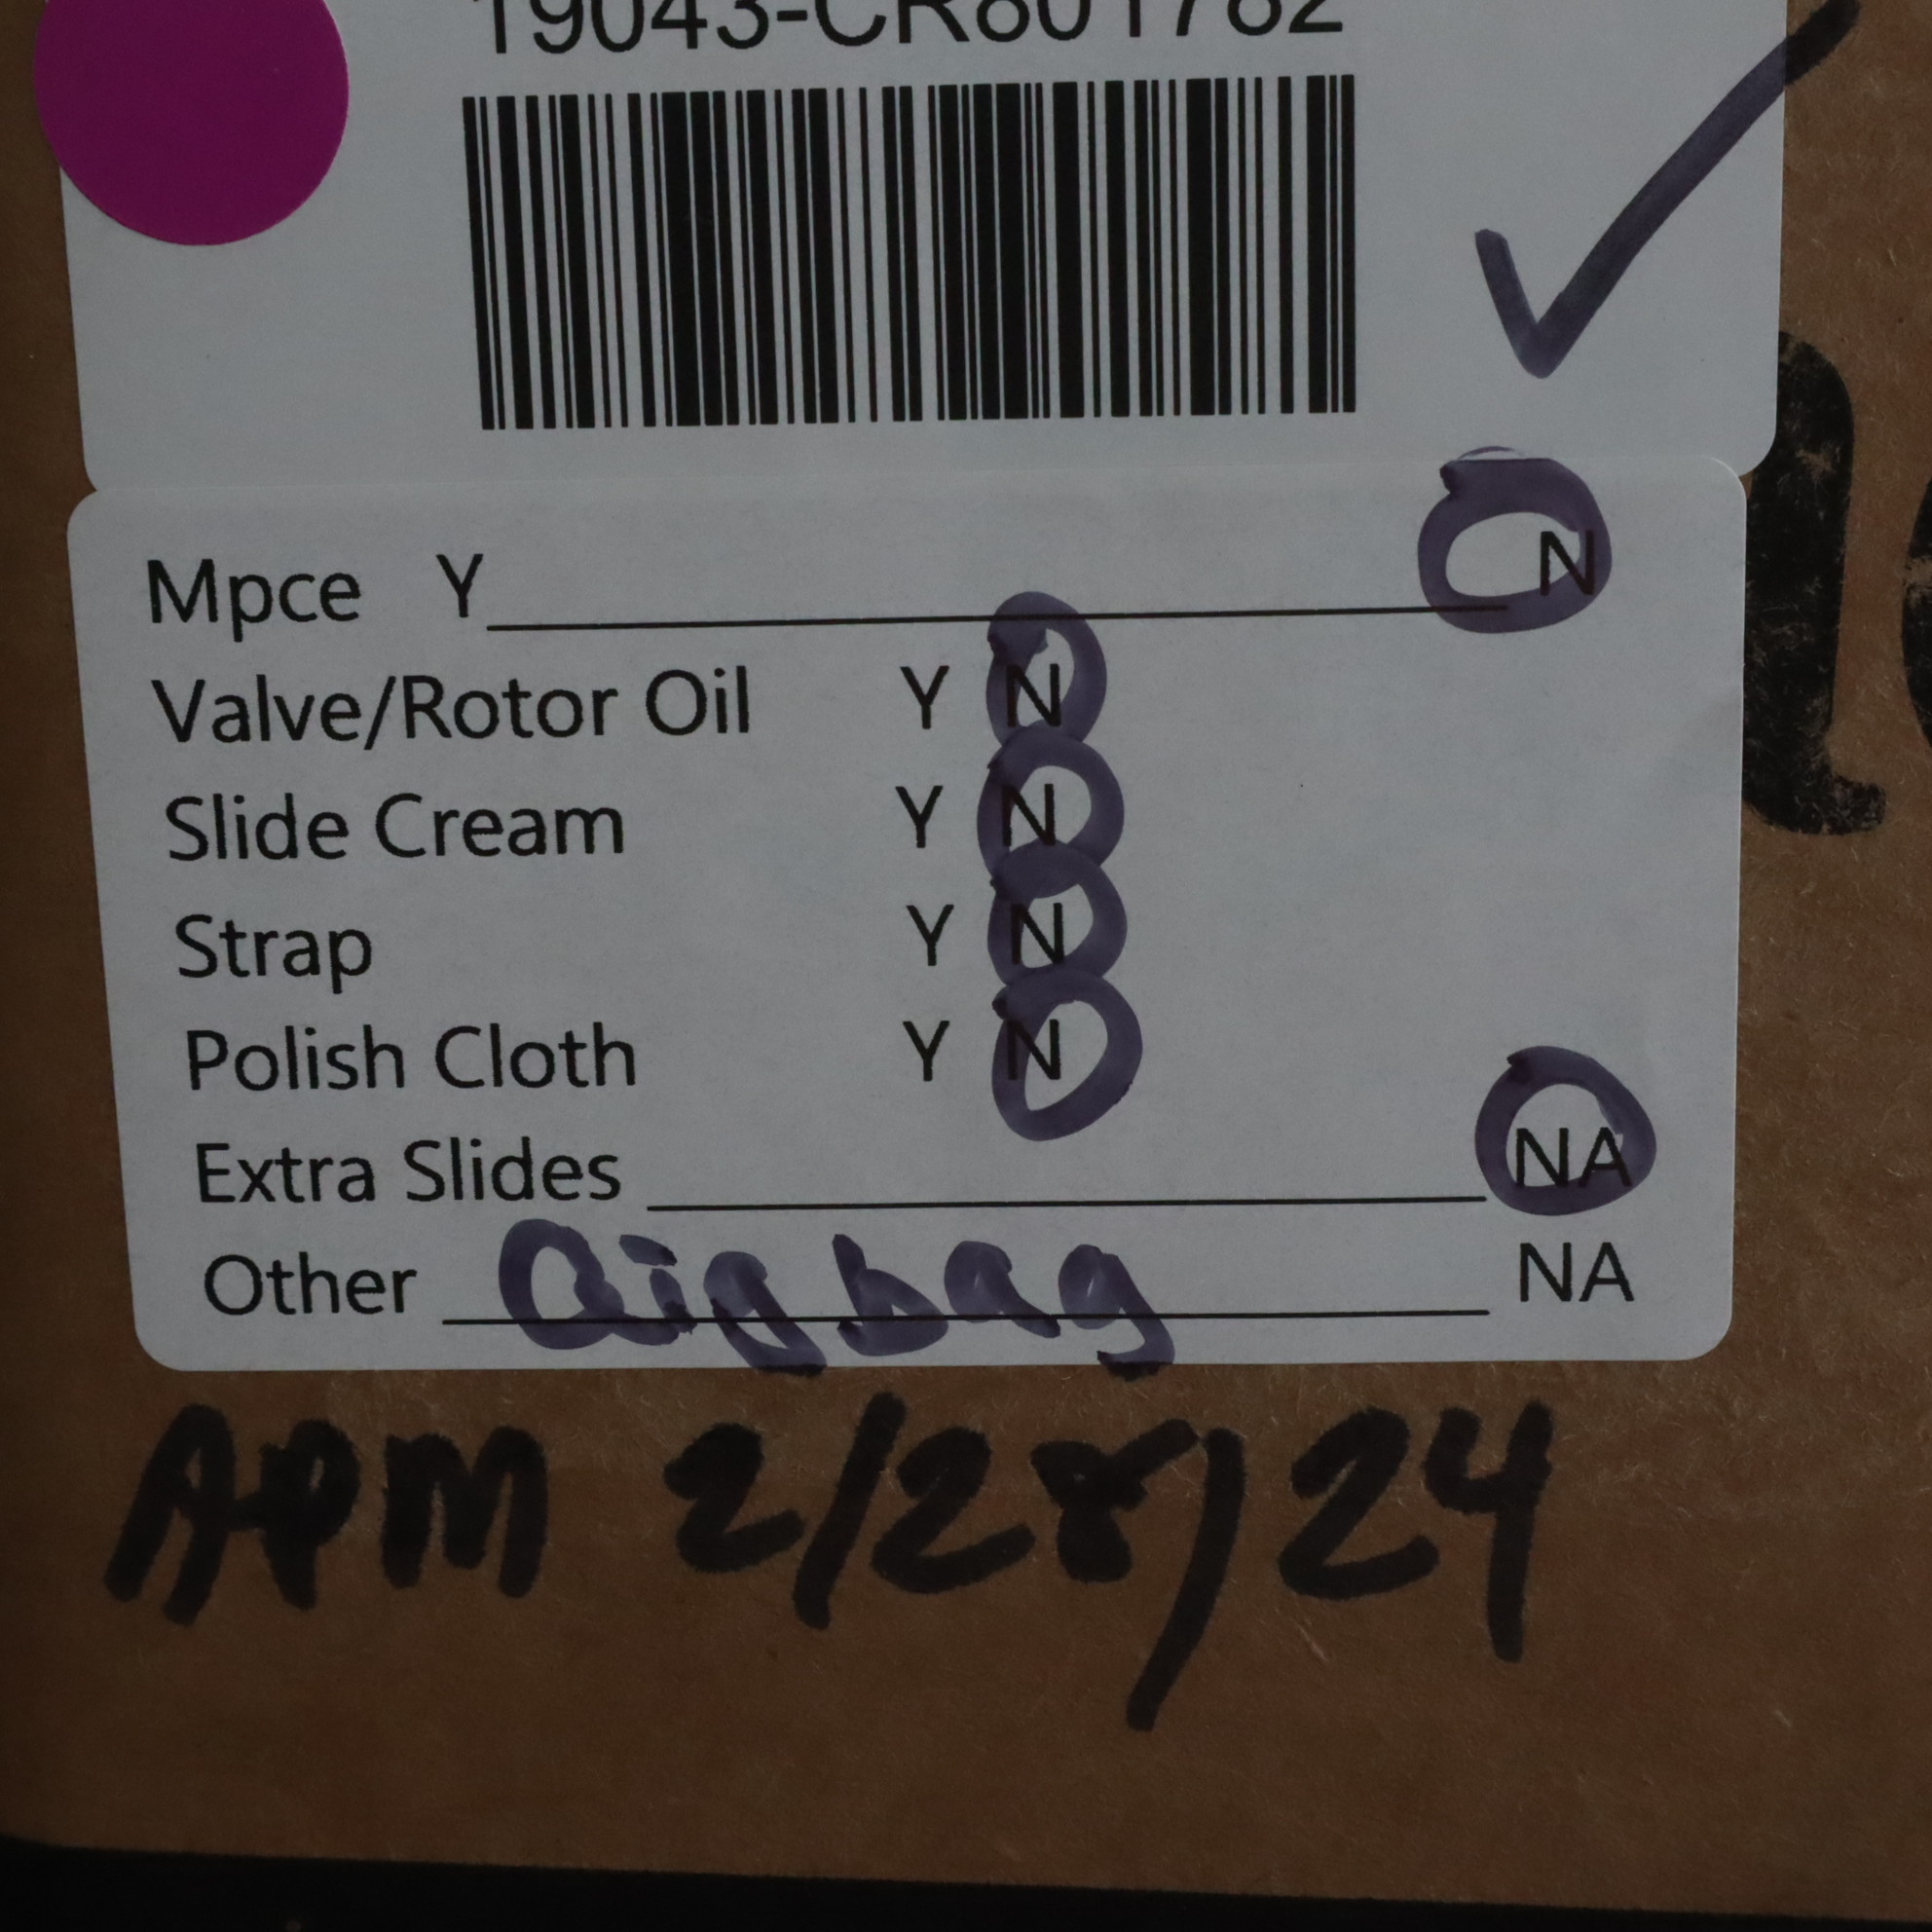 19043-CR801782
Mpce Y N
Valve/Rotor Oil Y N
Slide Cream Y N
Strap Y N
Polish Cloth Y N
Extra Slides NA
Other gigbag NA
APM 2/28/24